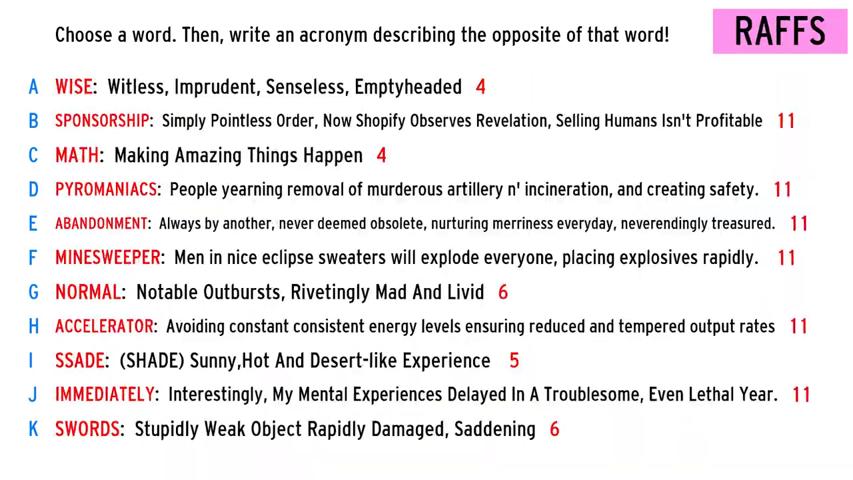 Choose a word. Then, write an acronym describing the opposite of that word!
RAFFS
A WISE: Witless, Imprudent, Senseless, Emptyheaded 4
B SPONSORSHIP: Simply Pointless Order, Now Shopify Observes Revelation, Selling Humans Isn't Profitable 11
C MATH: Making Amazing Things Happen 4
D PYROMANIACS: People yearning removal of murderous artillery n' incineration, and creating safety. 11
E ABANDONMENT: Always by another, never deemed obsolete, nurturing merriness everyday, neverendingly treasured. 11
F MINESWEEPER: Men in nice eclipse sweaters will explode everyone, placing explosives rapidly. 11
G NORMAL: Notable Outbursts, Rivetingly Mad And Livid 6
H ACCELERATOR: Avoiding constant consistent energy levels ensuring reduced and tempered output rates 11
I SSADE: (SHADE) Sunny,Hot And Desert-like Experience 5
J IMMEDIATELY: Interestingly, My Mental Experiences Delayed In A Troublesome, Even Lethal Year. 11
K SWORDS: Stupidly Weak Object Rapidly Damaged, Saddening 6